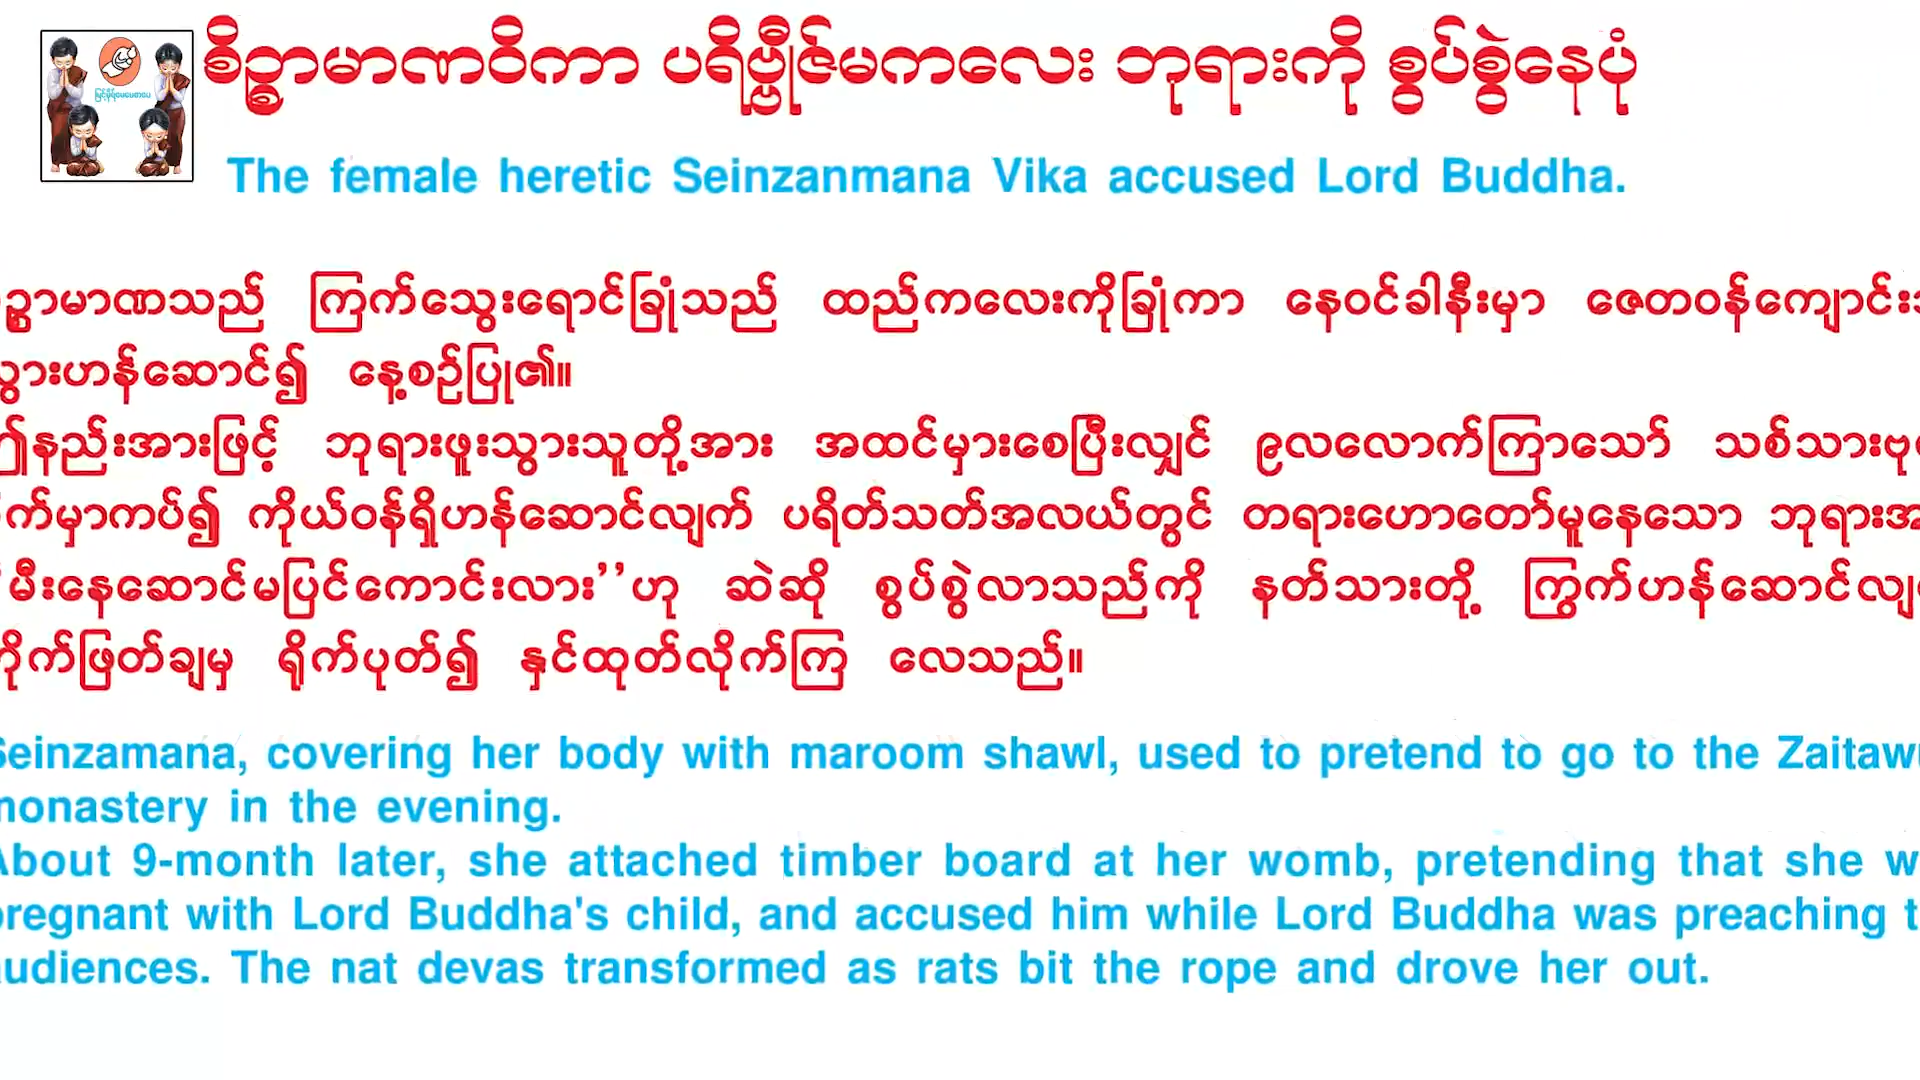 စိဉ္စာမာဏဝိကာ ပရိဗ္ဗိုဇ်မကလေး ဘုရားကို စွပ်စွဲနေပုံ
The female heretic Seinzanmana Vika accused Lord Buddha.
ဉ္စာမာဏသည် ကြက်သွေးရောင်ခြုံသည် ထည်ကလေးကိုခြုံကာ နေဝင်ခါနီးမှာ ဇေတဝန်ကျောင်း
သွားဟန်ဆောင်၍ နေ့စဉ်ပြု၏။
ဤနည်းအားဖြင့် ဘုရားဖူးသွားသူတို့အား အထင်မှားစေပြီးလျှင် ၉လလောက်ကြာသော် သစ်သား
က်မှာကပ်၍ ကိုယ်ဝန်ရှိဟန်ဆောင်လျက် ပရိတ်သတ်အလယ်တွင် တရားဟောတော်မူနေသော ဘုရား
"မီးနေဆောင်မပြင်ကောင်းလား''ဟု ဆဲဆို စွပ်စွဲလာသည်ကို နတ်သားတို့ ကြွက်ဟန်ဆောင်
ကိုက်ဖြတ်ချမှ ရိုက်ပုတ်၍ နှင်ထုတ်လိုက်ကြ လေသည်။
Seinzamana, covering her body with maroom shawl, used to pretend to go to the Zaitaw
monastery in the evening.
About 9-month later, she attached timber board at her womb, pretending that she w
pregnant with Lord Buddha's child, and accused him while Lord Buddha was preaching t
audiences. The nat devas transformed as rats bit the rope and drove her out.